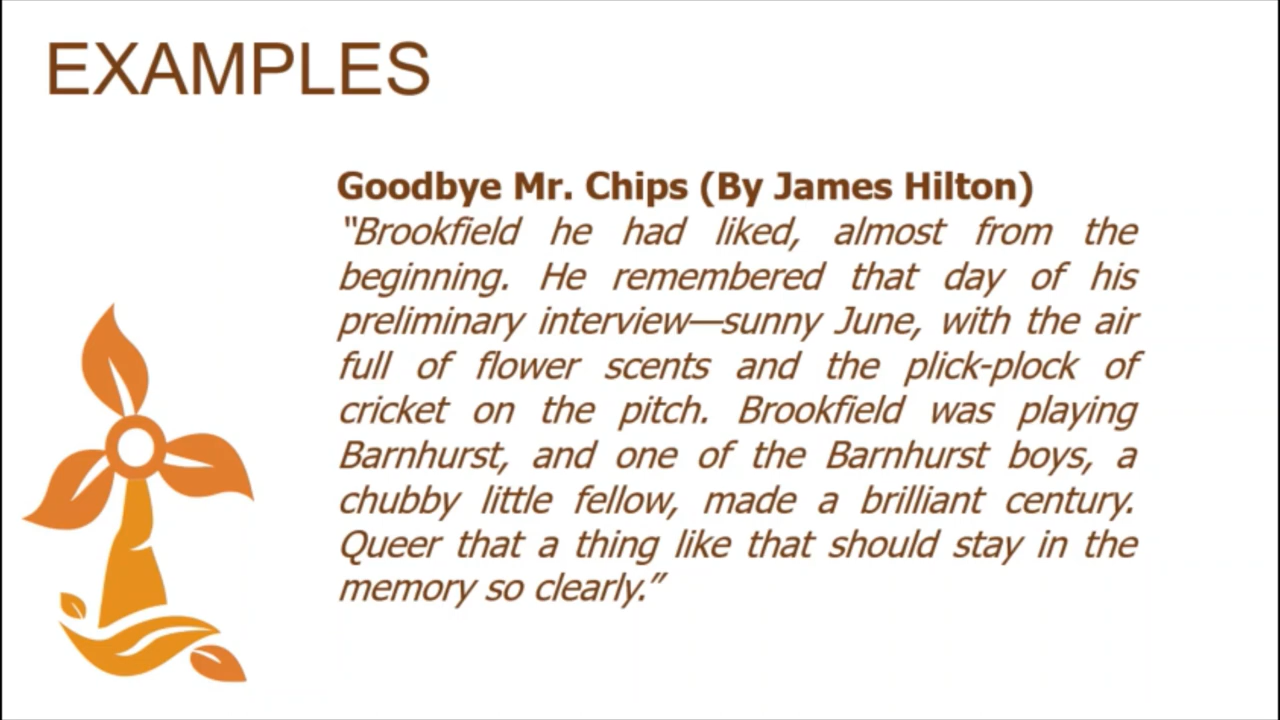 EXAMPLES
Goodbye Mr. Chips (By James Hilton)
“Brookfield he had liked, almost from the
beginning. He remembered that day of his
preliminary interview—sunny June, with the air
full of flower scents and the plick-plock of
cricket on the pitch. Brookfield was playing
Barnhurst, and one of the Barnhurst boys, a
chubby little fellow, made a brilliant century.
Queer that a thing like that should stay in the
memory so clearly.”